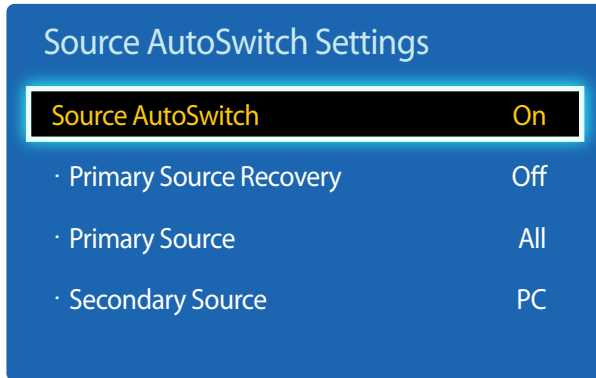 Source AutoSwitch Settings
Source AutoSwitch On
· Primary Source Recovery Off
· Primary Source All
· Secondary Source PC